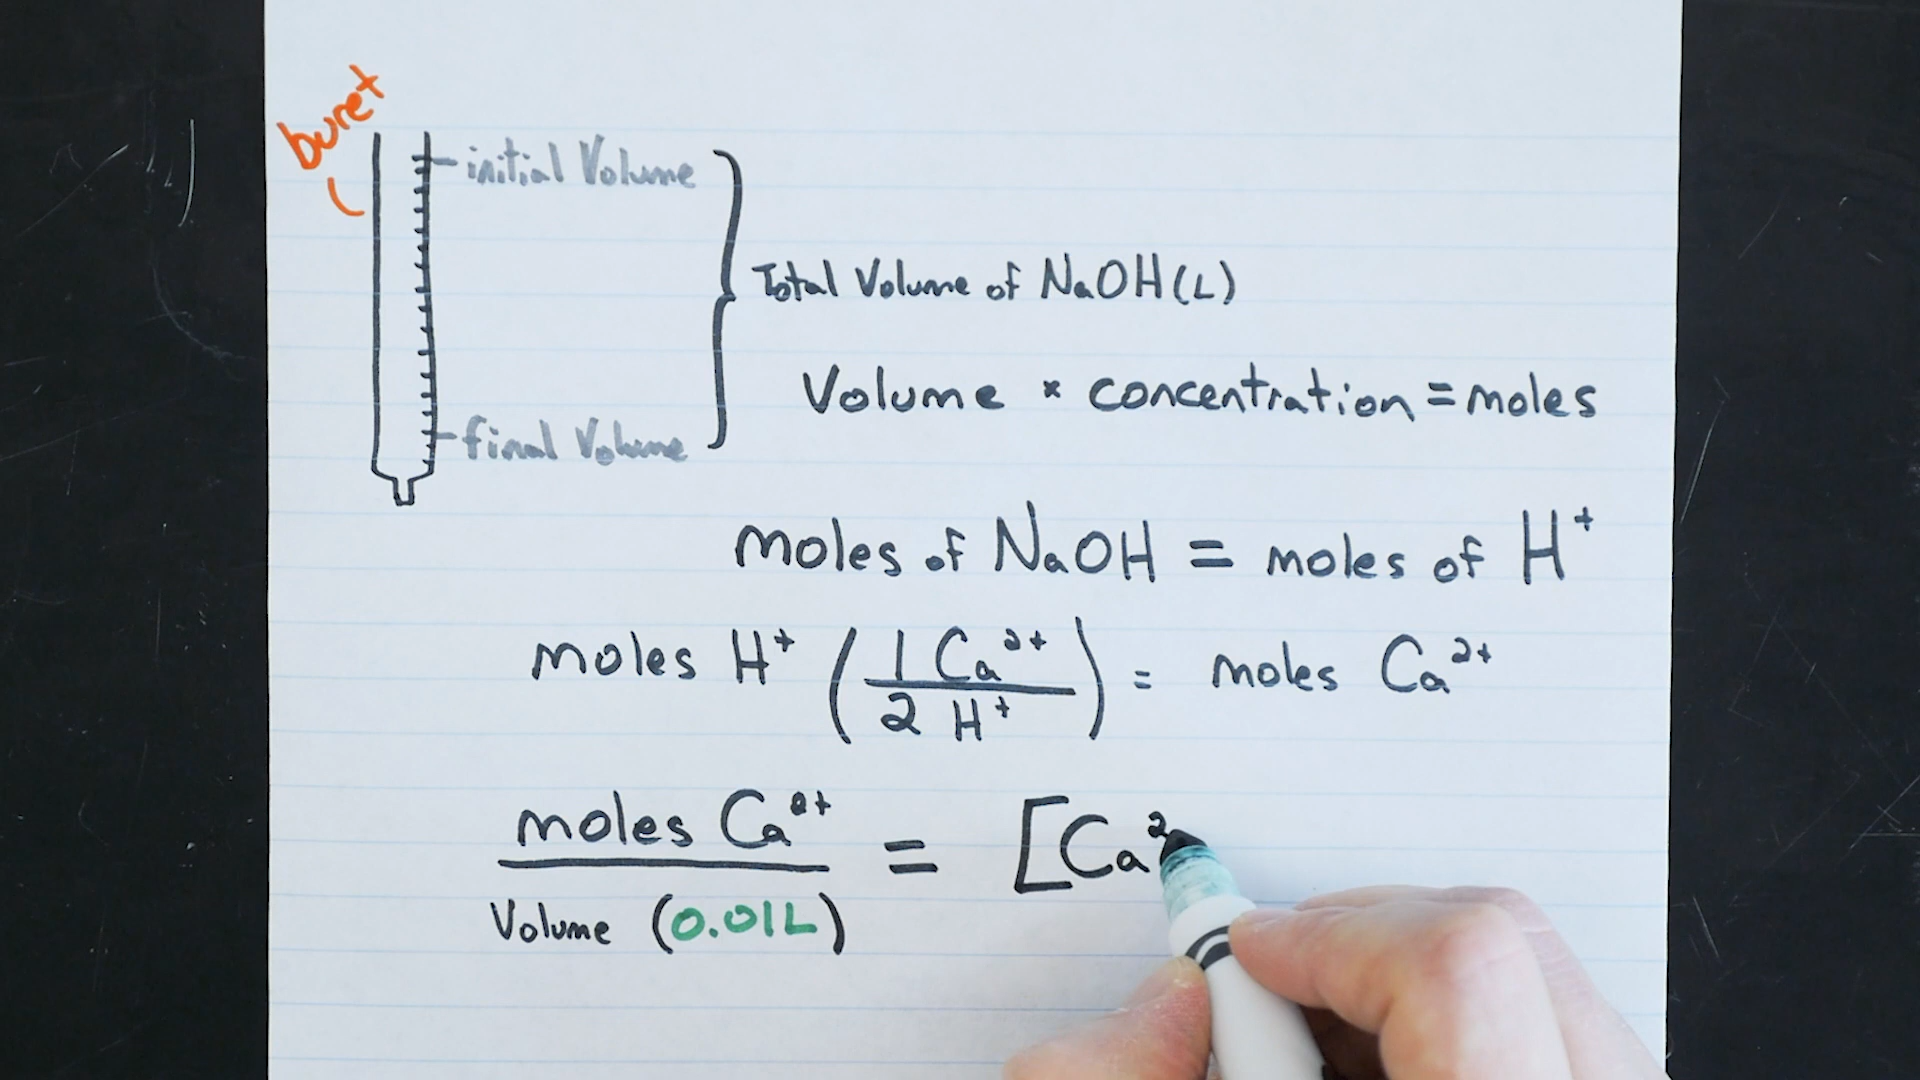 buret
initial Volume
Total Volume of NaOH (L)
Volume × concentration = moles
final Volume
moles of NaOH = moles of H⁺
moles H⁺ (1 Ca²⁺ / 2 H⁺) = moles Ca²⁺
moles Ca²⁺ = [Ca²
Volume (0.01L)